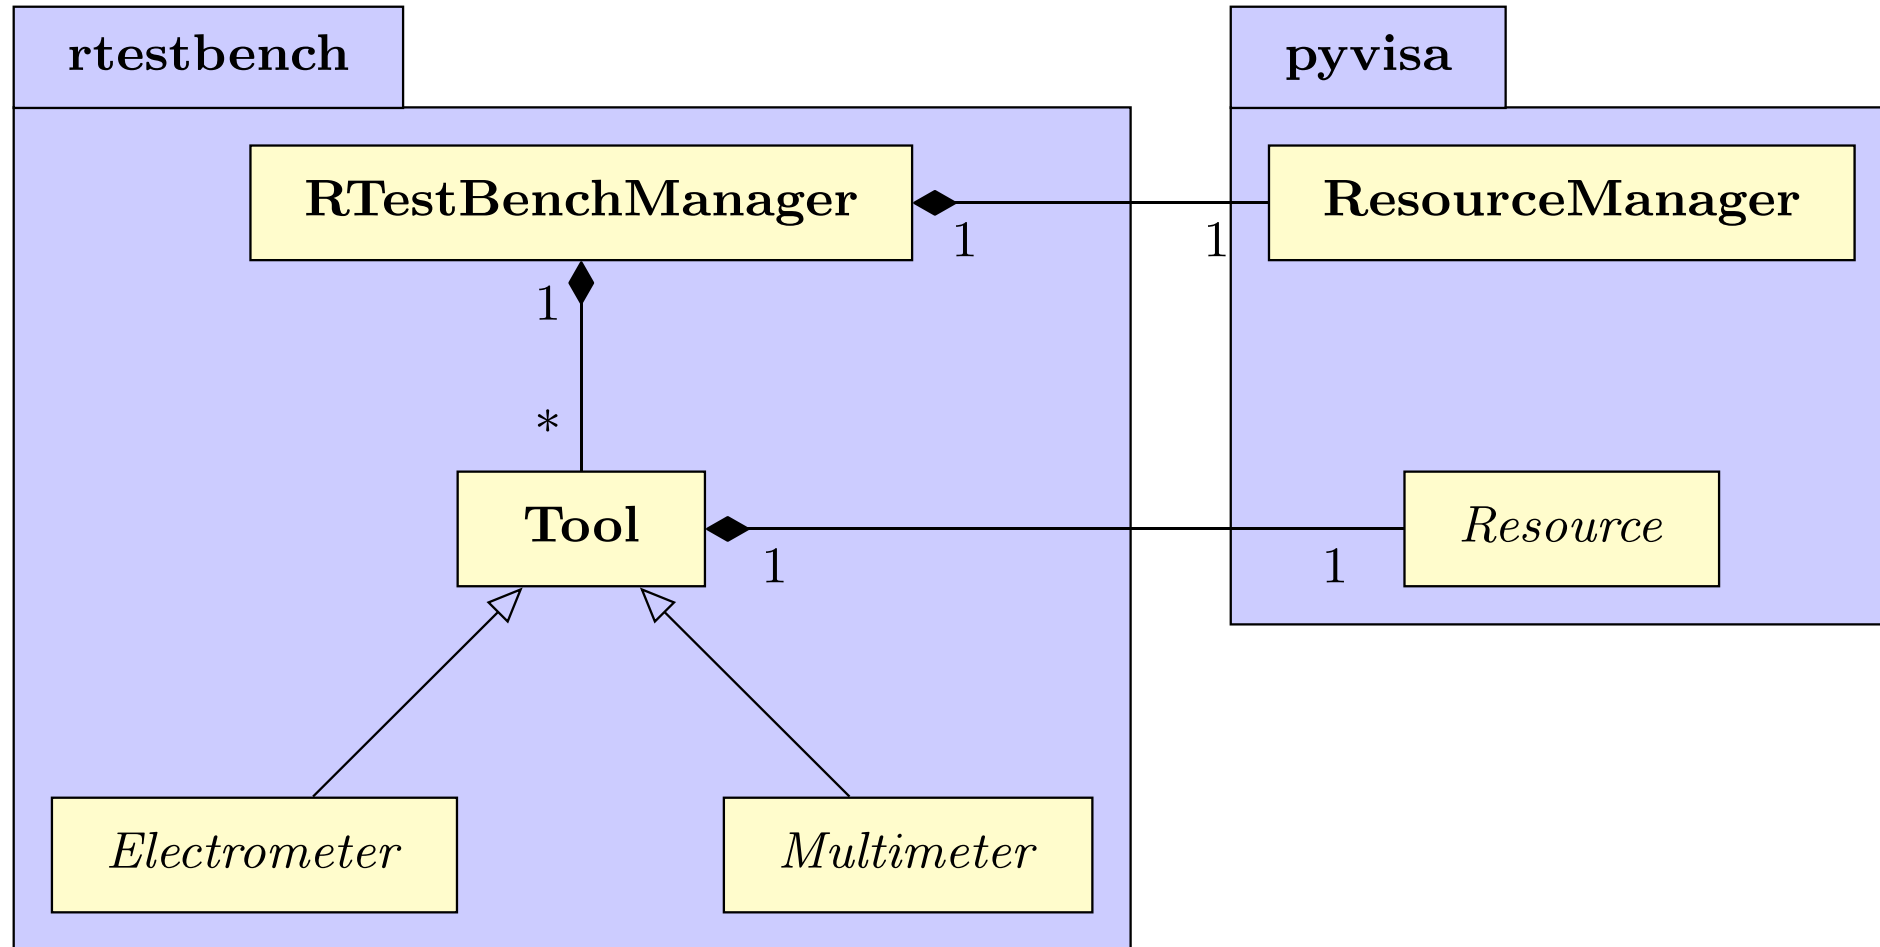 rtestbench
pyvisa
RTestBenchManager
ResourceManager
1
1
1
*
Tool
Resource
1
1
Electrometer
Multimeter